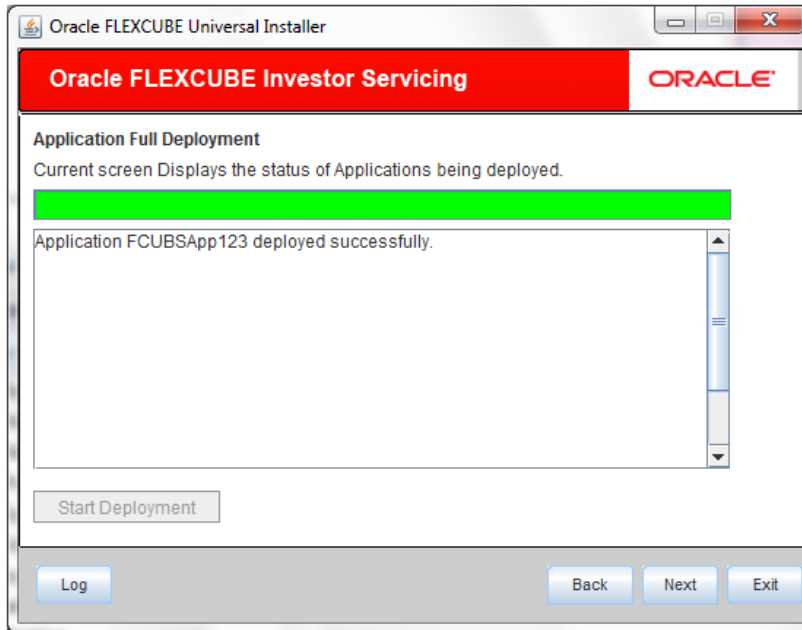 Oracle FLEXCUBE Universal Installer
Oracle FLEXCUBE Investor Servicing
ORACLE
Application Full Deployment
Current screen Displays the status of Applications being deployed.
Application FCUBSApp123 deployed successfully.
Start Deployment
Log
Back
Next
Exit